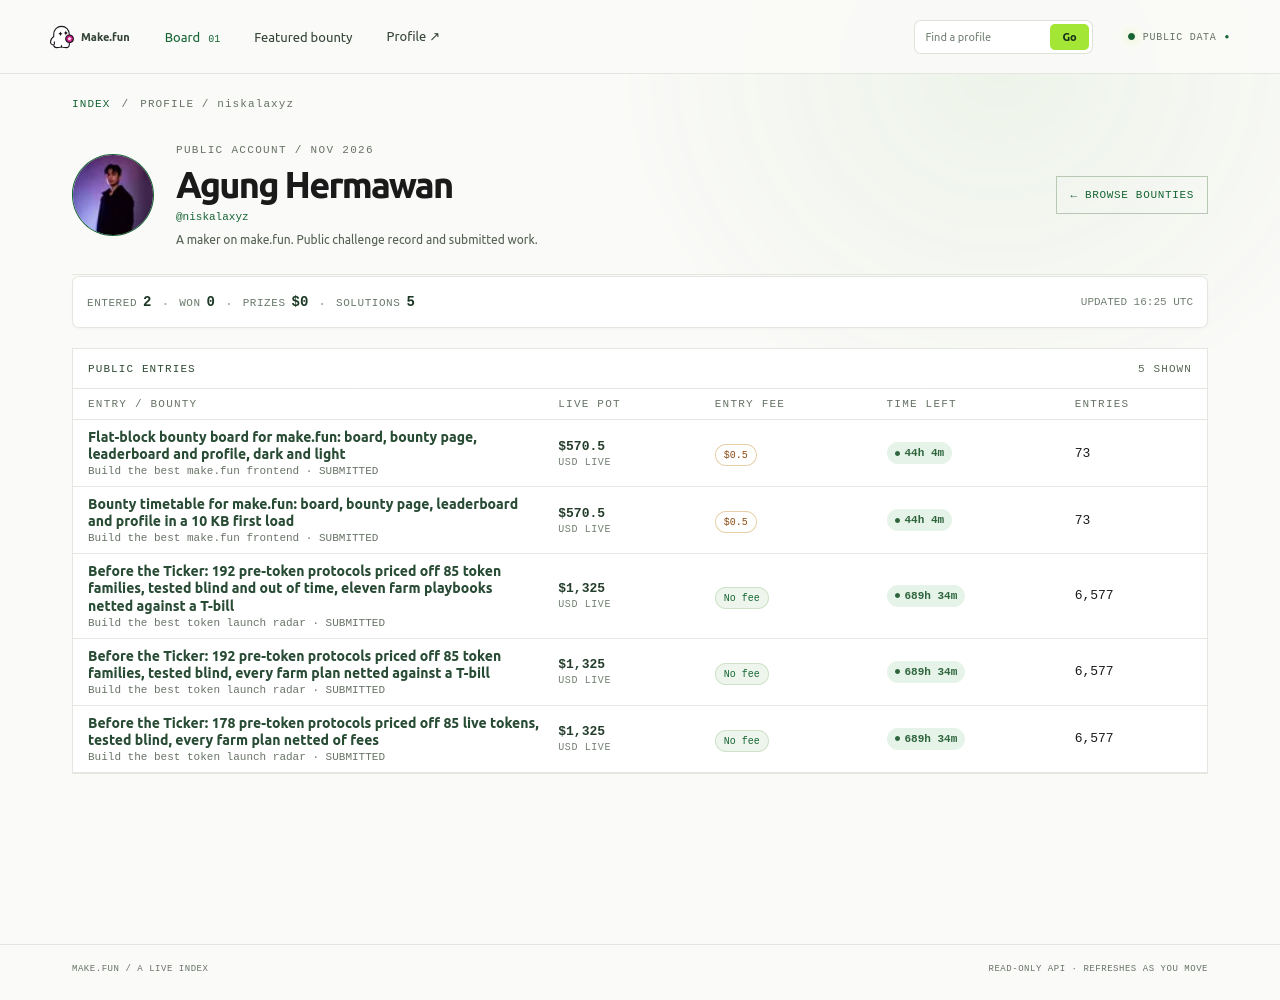 Make.fun
Board 01
Featured bounty
Profile ↗
Find a profile
Go
● PUBLIC DATA •
INDEX / PROFILE / niskalaxyz
PUBLIC ACCOUNT / NOV 2026
Agung Hermawan
@niskalaxyz
A maker on make.fun. Public challenge record and submitted work.
← BROWSE BOUNTIES
ENTERED 2 · WON 0 · PRIZES $0 · SOLUTIONS 5
UPDATED 16:25 UTC
PUBLIC ENTRIES
5 SHOWN
ENTRY / BOUNTY
LIVE POT
ENTRY FEE
TIME LEFT
ENTRIES
Flat-block bounty board for make.fun: board, bounty page,
leaderboard and profile, dark and light
Build the best make.fun frontend · SUBMITTED
$570.5
USD LIVE
$0.5
● 44h 4m
73
Bounty timetable for make.fun: board, bounty page, leaderboard
and profile in a 10 KB first load
Build the best make.fun frontend · SUBMITTED
$570.5
USD LIVE
$0.5
● 44h 4m
73
Before the Ticker: 192 pre-token protocols priced off 85 token
families, tested blind and out of time, eleven farm playbooks
netted against a T-bill
Build the best token launch radar · SUBMITTED
$1,325
USD LIVE
No fee
● 689h 34m
6,577
Before the Ticker: 192 pre-token protocols priced off 85 token
families, tested blind, every farm plan netted against a T-bill
Build the best token launch radar · SUBMITTED
$1,325
USD LIVE
No fee
● 689h 34m
6,577
Before the Ticker: 178 pre-token protocols priced off 85 live tokens,
tested blind, every farm plan netted of fees
Build the best token launch radar · SUBMITTED
$1,325
USD LIVE
No fee
● 689h 34m
6,577
MAKE.FUN / A LIVE INDEX
READ-ONLY API · REFRESHES AS YOU MOVE